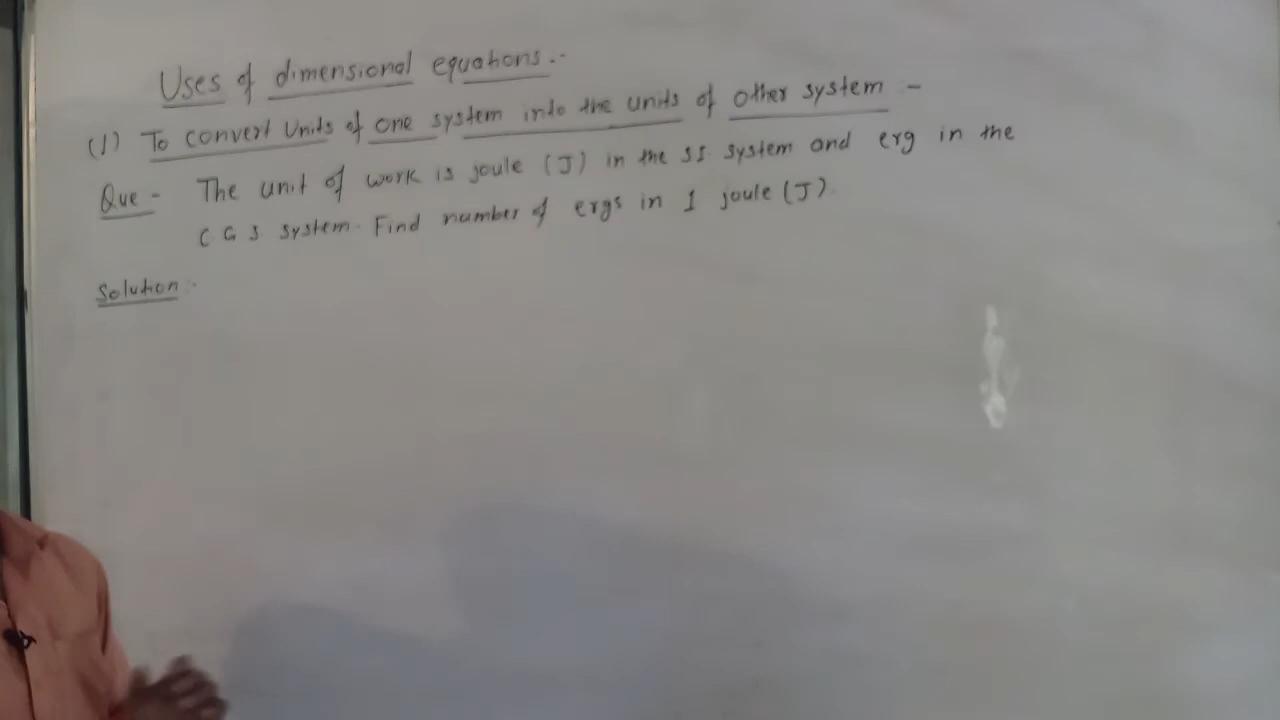 Uses of dimensional equations:-
(1) To convert Units of one system into the units of other system -
Que - The unit of work is joule (J) in the SI. system and erg in the
C G S system. Find number of ergs in 1 joule (J).
Solution :-